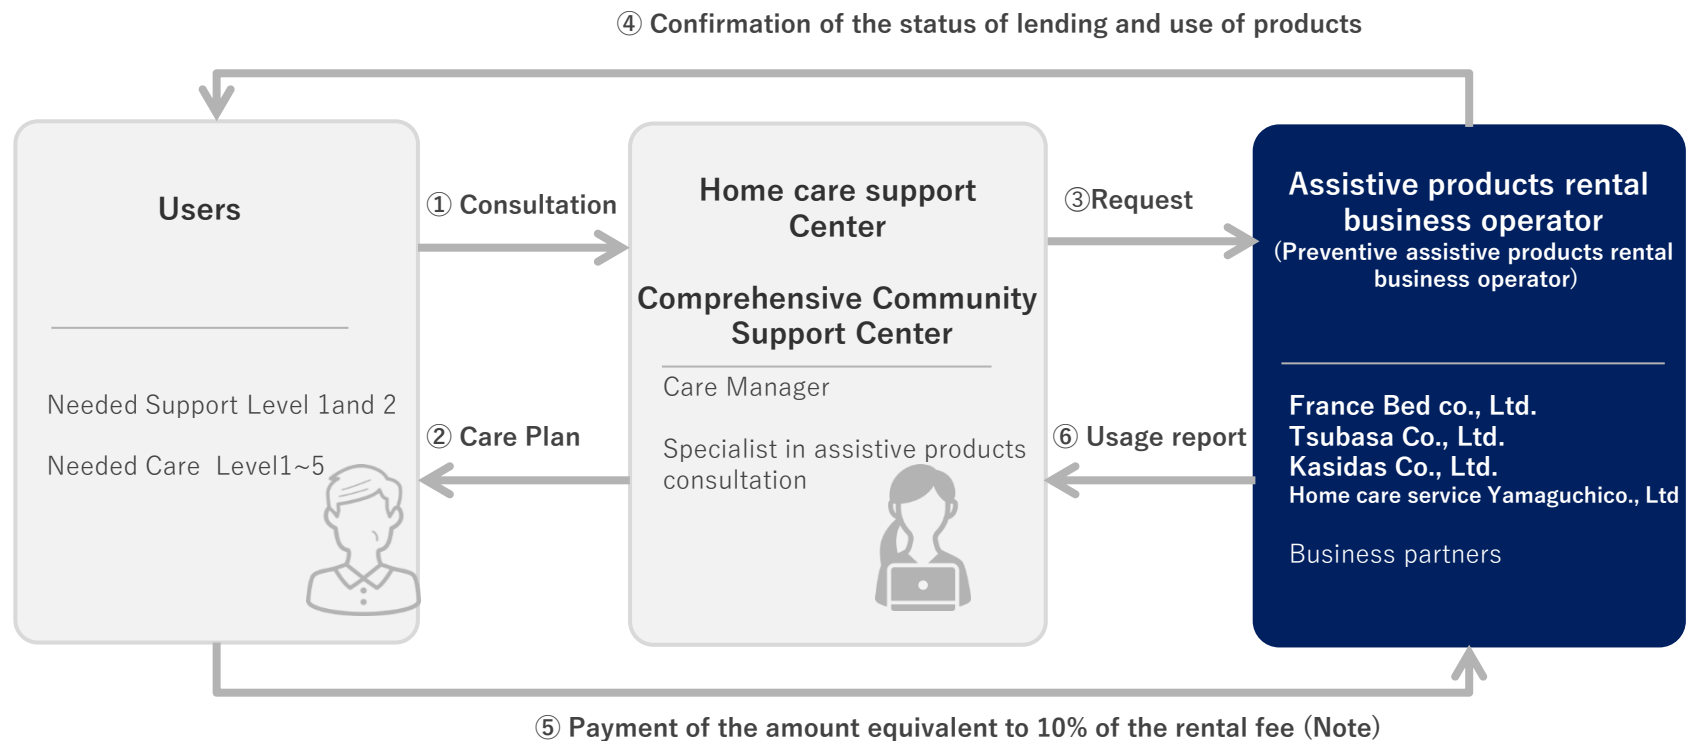 ④ Confirmation of the status of lending and use of products
Users
Needed Support Level 1and 2
Needed Care Level1~5
① Consultation
② Care Plan
Home care support
Center
Comprehensive Community
Support Center
Care Manager
Specialist in assistive products
consultation
③Request
⑥ Usage report
Assistive products rental
business operator
(Preventive assistive products rental
business operator)
France Bed co., Ltd.
Tsubasa Co., Ltd.
Kasidas Co., Ltd.
Home care service Yamaguchico., Ltd
Business partners
⑤ Payment of the amount equivalent to 10% of the rental fee (Note)